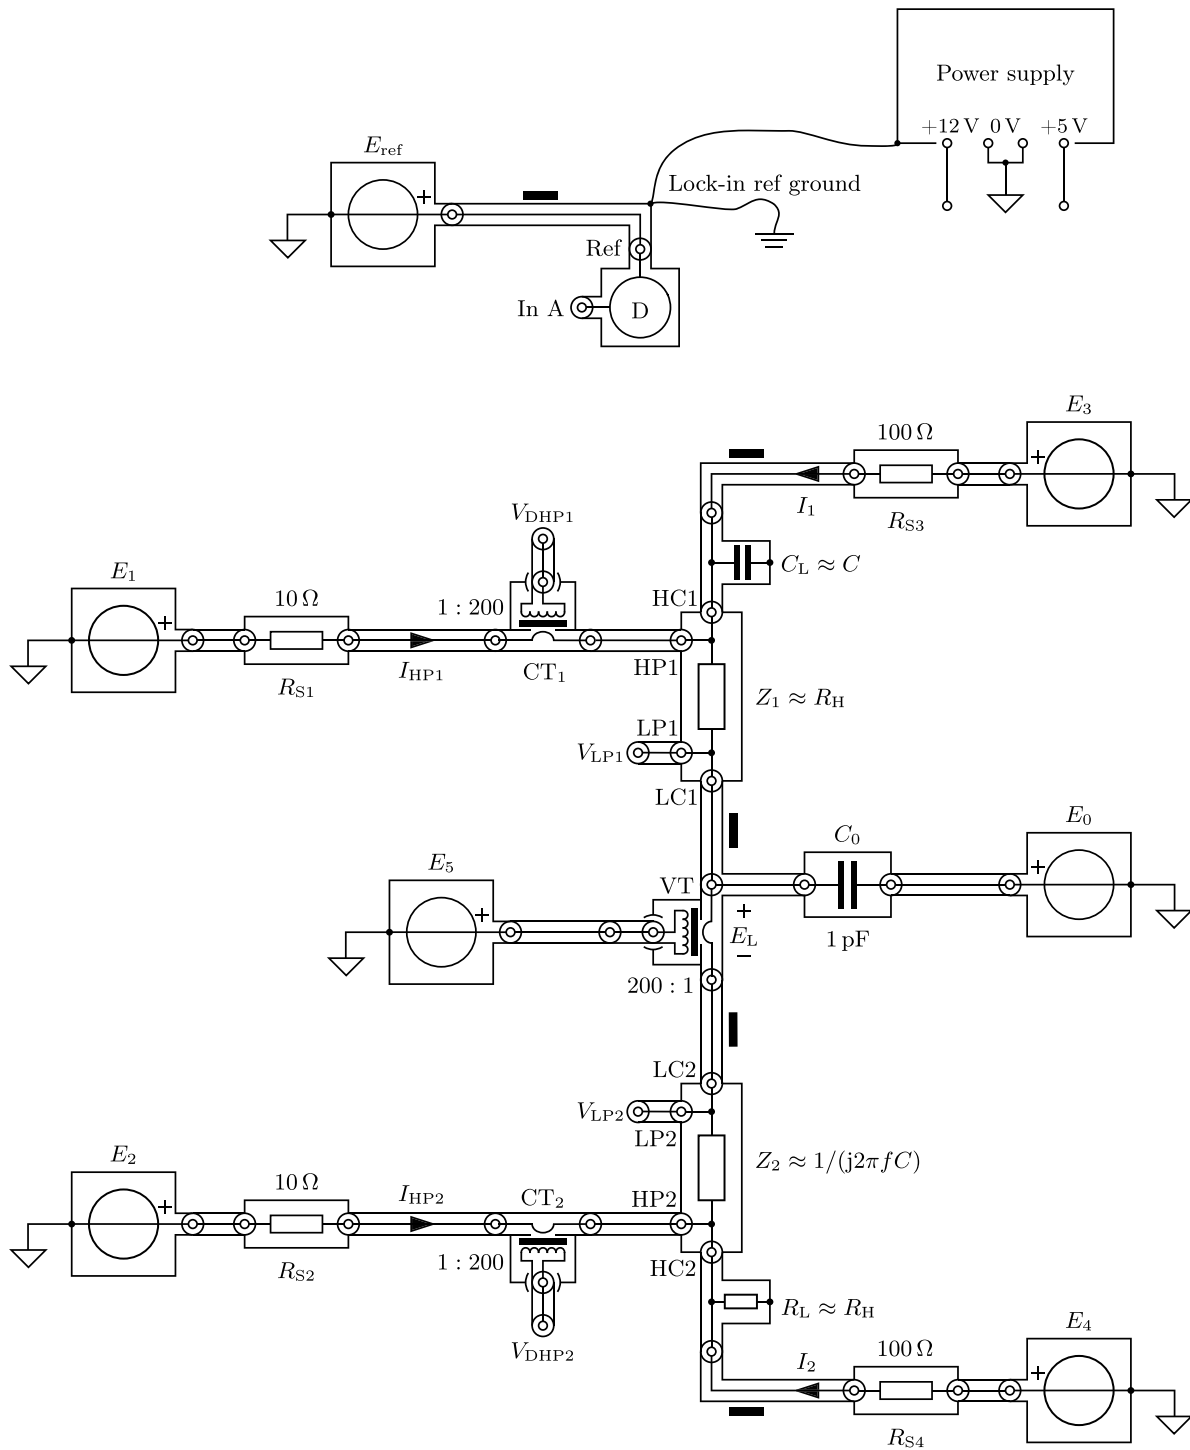 Power supply
+12 V 0 V +5 V
E_ref
+
Lock-in ref ground
Ref
In A
D
E_3
100 Ω
+
I_1
R_S3
V_DHP1
C_L ≈ C
E_1
HC1
10 Ω
1 : 200
+
I_HP1
CT_1
HP1
R_S1
Z_1 ≈ R_H
LP1
V_LP1
LC1
E_0
C_0
E_5
+
VT
+
+
E_L
−
1 pF
200 : 1
LC2
V_LP2
LP2
E_2
Z_2 ≈ 1/(j2πfC)
10 Ω
I_HP2
CT_2
HP2
+
1 : 200
HC2
R_S2
R_L ≈ R_H
E_4
V_DHP2
100 Ω
I_2
+
R_S4